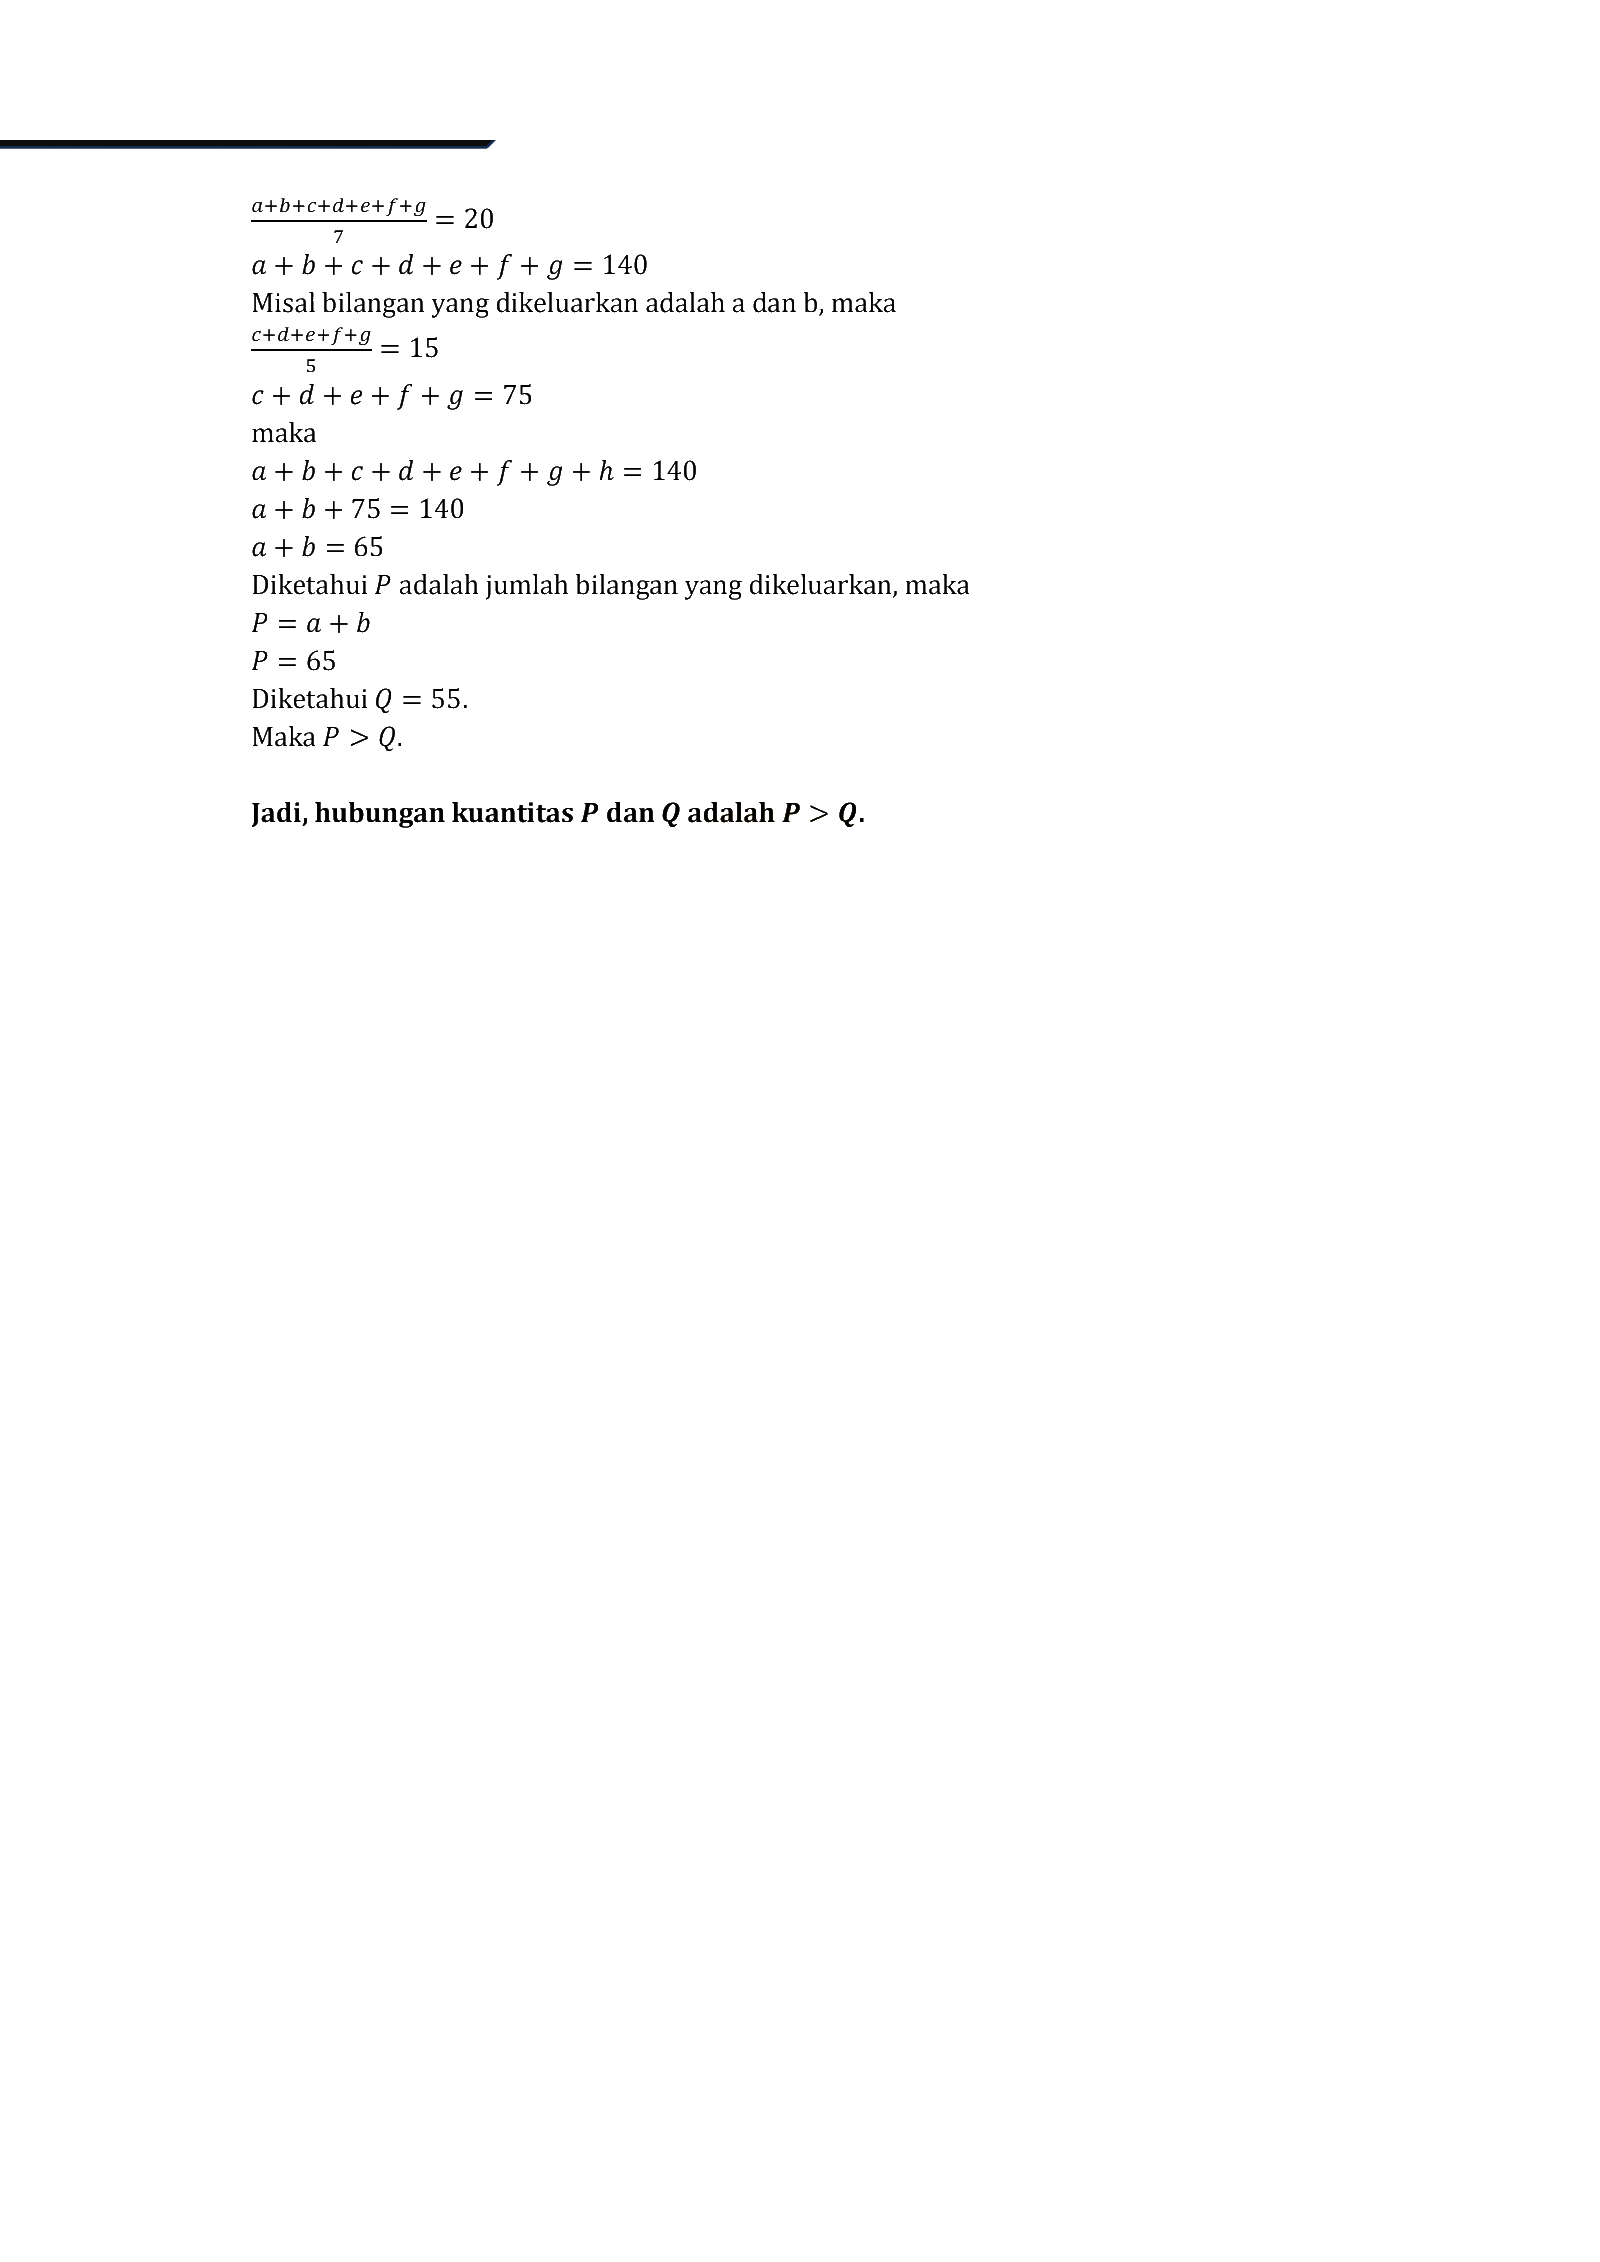 (a+b+c+d+e+f+g)/7 = 20
a + b + c + d + e + f + g = 140
Misal bilangan yang dikeluarkan adalah a dan b, maka
(c+d+e+f+g)/5 = 15
c + d + e + f + g = 75
maka
a + b + c + d + e + f + g + h = 140
a + b + 75 = 140
a + b = 65
Diketahui P adalah jumlah bilangan yang dikeluarkan, maka
P = a + b
P = 65
Diketahui Q = 55.
Maka P > Q.
Jadi, hubungan kuantitas P dan Q adalah P > Q.